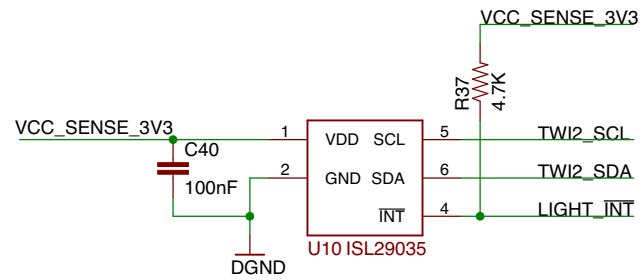 VCC_SENSE_3V3
R37
4.7K
VCC_SENSE_3V3
C40
100nF
1 VDD SCL 5 TWI2_SCL
2 GND SDA 6 TWI2_SDA
INT 4 LIGHT_INT
U10 ISL29035
DGND